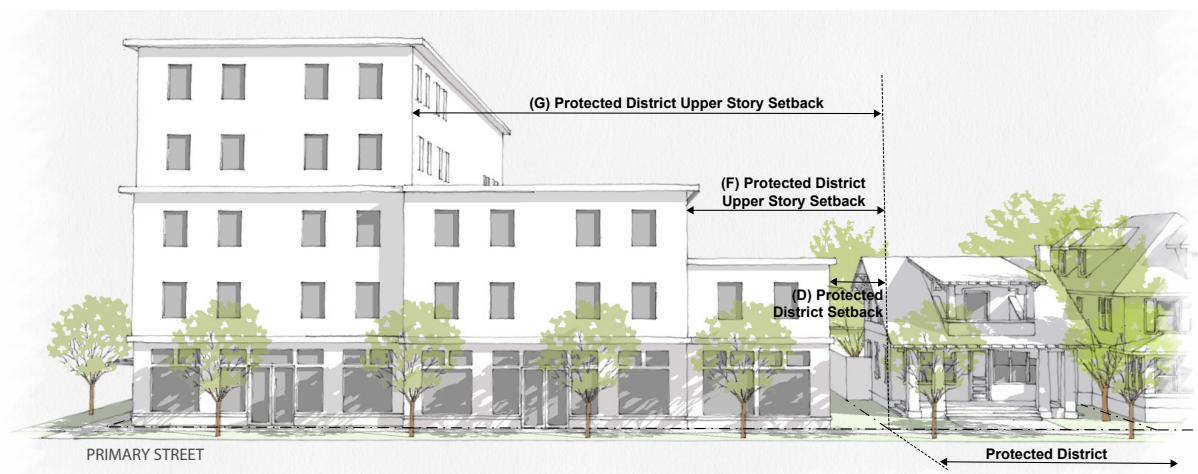 (G) Protected District Upper Story Setback
(F) Protected District
Upper Story Setback
(D) Protected
District Setback
PRIMARY STREET
Protected District